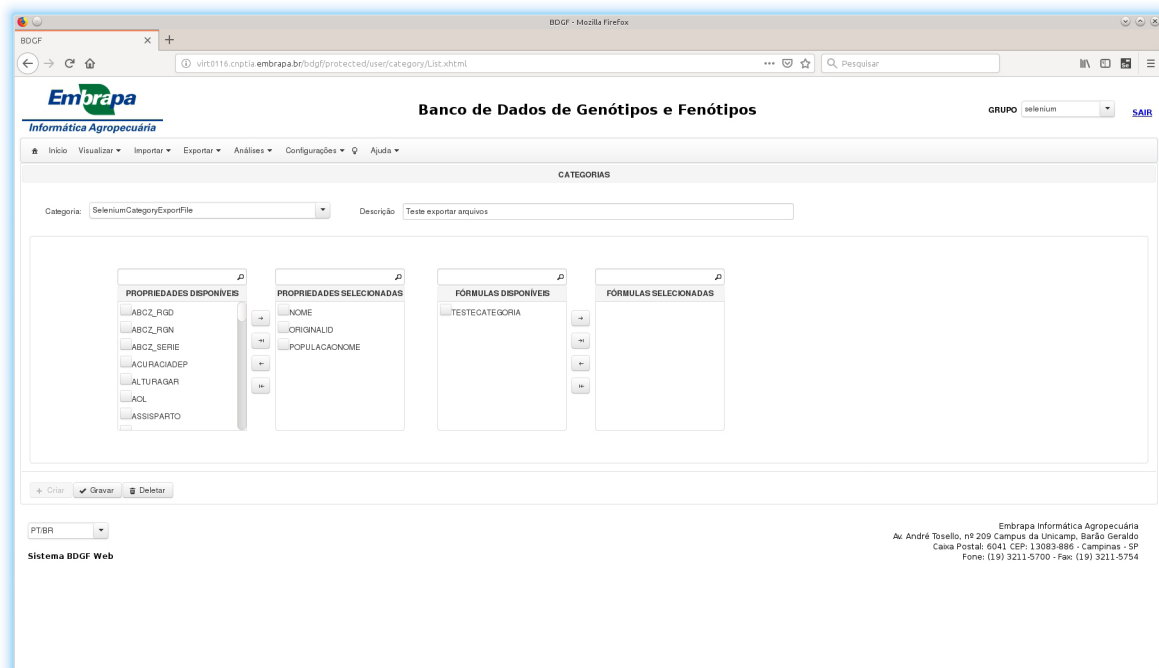 BDGF - Mozilla Firefox
BDGF
virt0116.cnptia.embrapa.br/bdgf/protected/user/category/List.xhtml
Pesquisar
Embrapa
Informática Agropecuária
Banco de Dados de Genótipos e Fenótipos
GRUPO selenium SAIR
Início Visualizar Importar Exportar Análises Configurações Ajuda
CATEGORIAS
Categoria: SeleniumCategoryExportFile Descrição Teste exportar arquivos
PROPRIEDADES DISPONÍVEIS PROPRIEDADES SELECIONADAS FÓRMULAS DISPONÍVEIS FÓRMULAS SELECIONADAS
ABCZ_RGD NOME TESTECATEGORIA
ABCZ_RGN ORIGINALID
ABCZ_SERIE POPULACAONOME
ACURACIADEP
ALTURAGAR
AOL
ASSISPARTO
Criar Gravar Deletar
PT/BR
Sistema BDGF Web
Embrapa Informática Agropecuária
Av. André Tosello, nº 209 Campus da Unicamp, Barão Geraldo
Caixa Postal: 6041 CEP: 13083-886 - Campinas - SP
Fone: (19) 3211-5700 - Fax: (19) 3211-5754